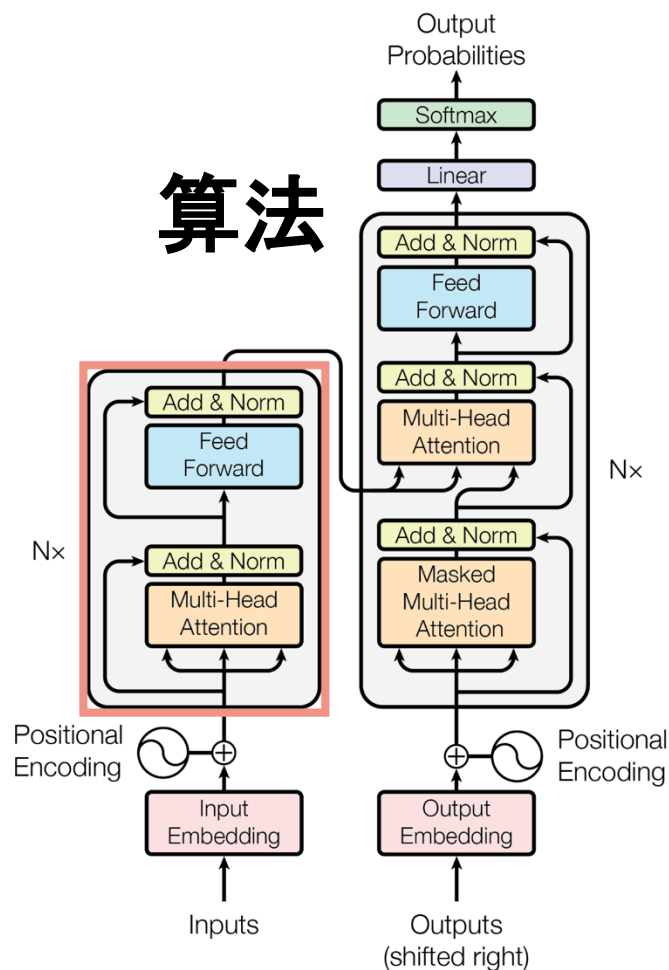 Output
Probabilities
Softmax
Linear
算法
Add & Norm
Feed
Forward
Add & Norm
Multi-Head
Attention
Add & Norm
Masked
Multi-Head
Attention
N×
Add & Norm
Feed
Forward
Add & Norm
Multi-Head
Attention
N×
Positional
Encoding
Positional
Encoding
Input
Embedding
Output
Embedding
Inputs
Outputs
(shifted right)